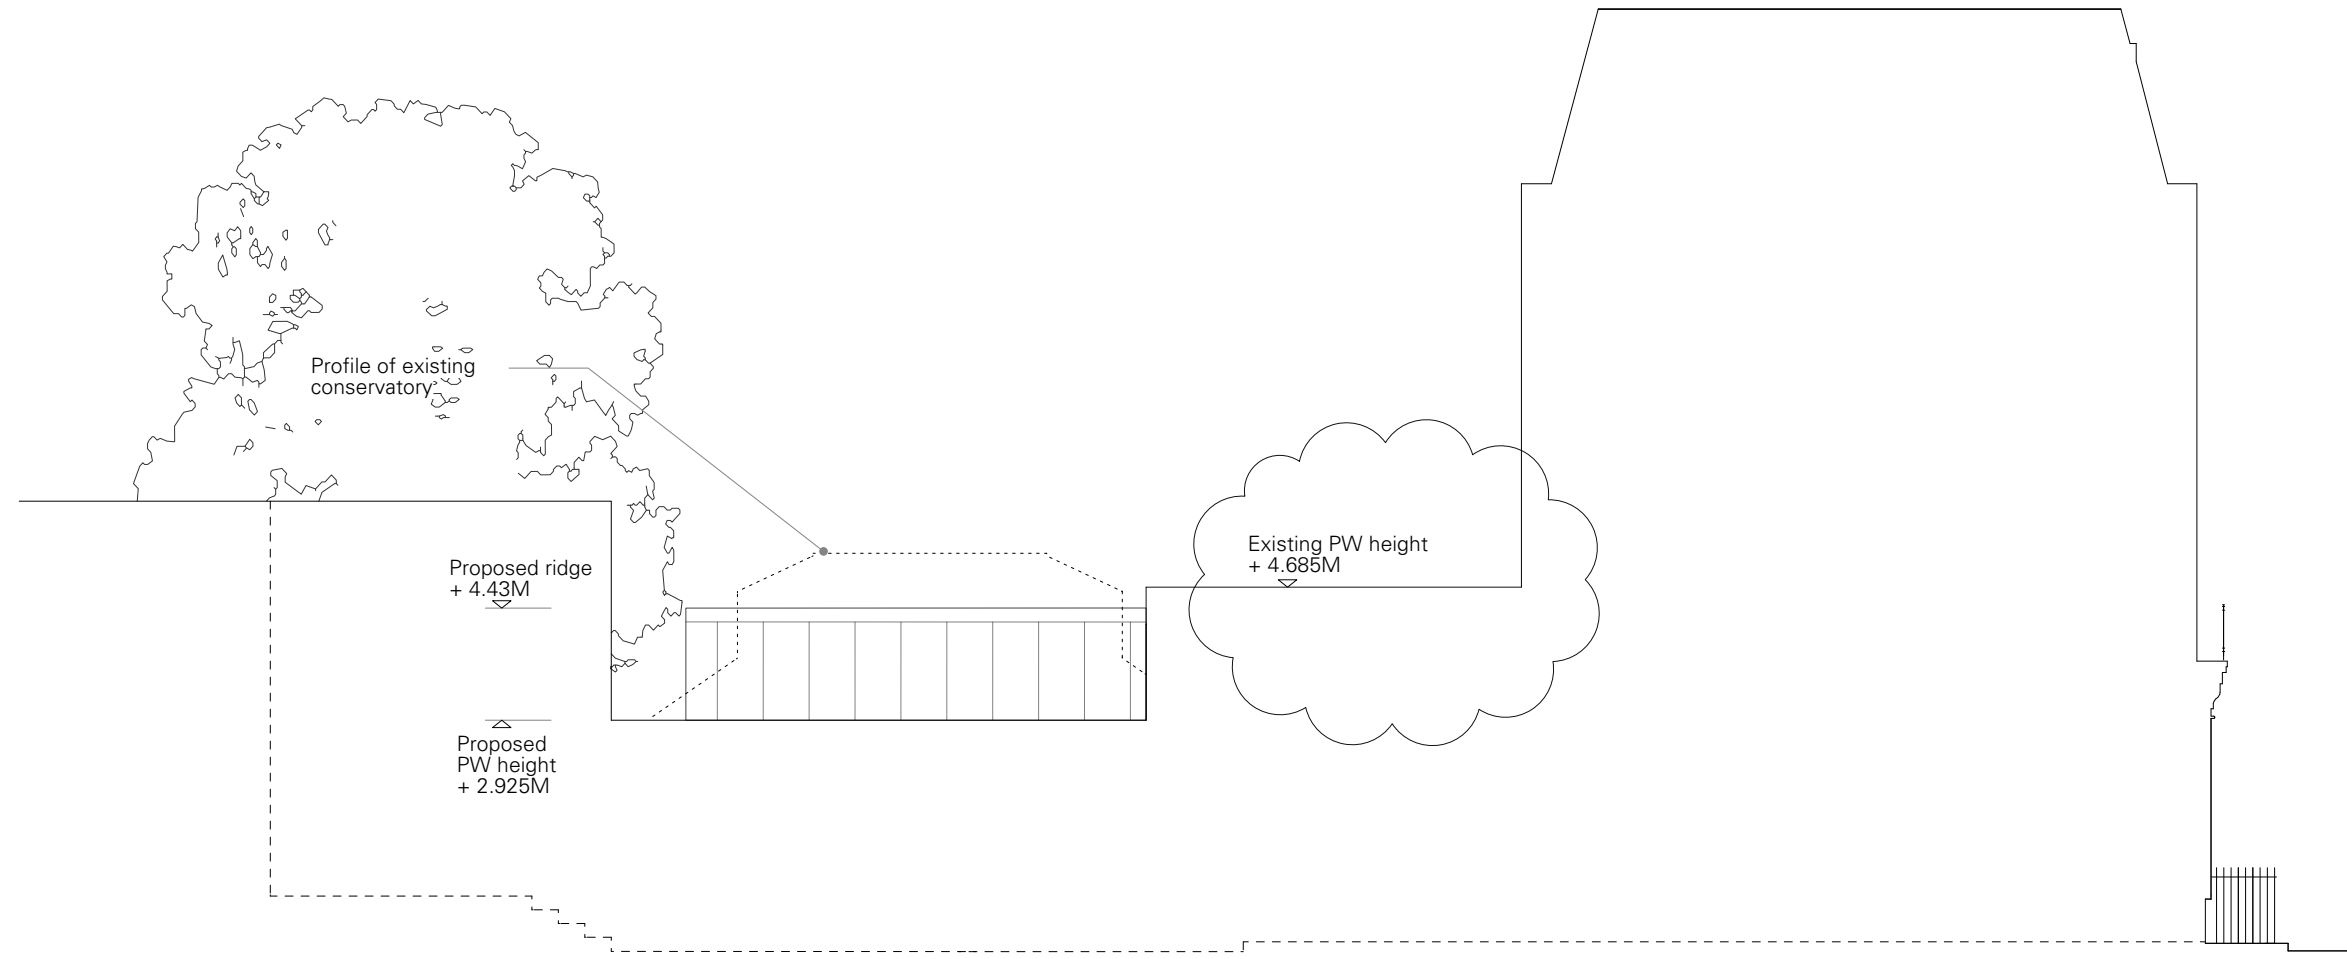 Profile of existing
conservatory
Existing PW height
+ 4.685M
Proposed ridge
+ 4.43M
Proposed
PW height
+ 2.925M